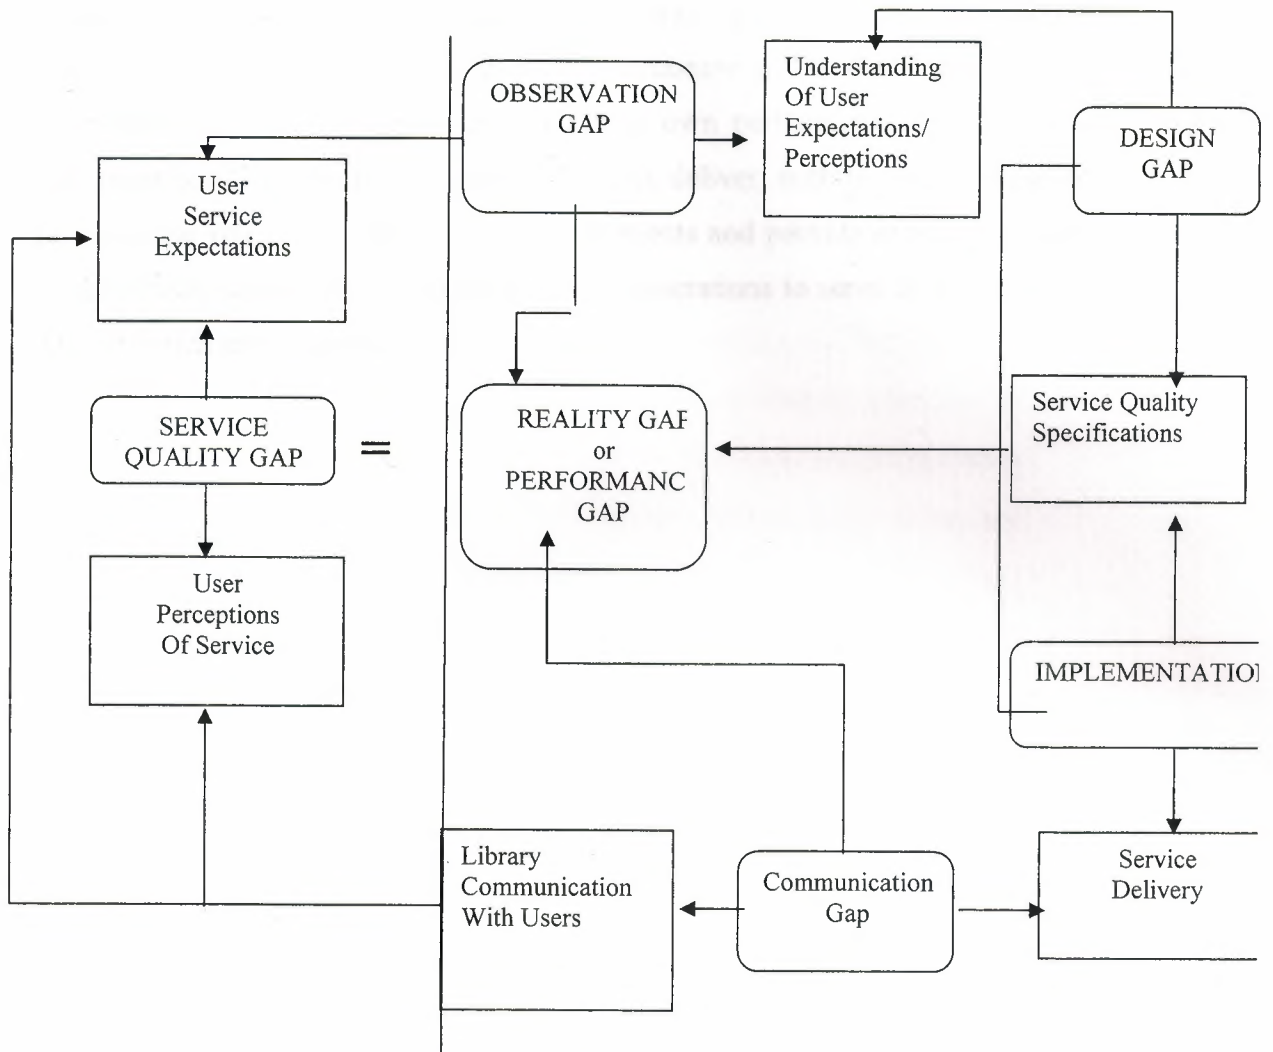 OBSERVATION
GAP
Understanding
Of User
Expectations/
Perceptions
DESIGN
GAP
User
Service
Expectations
SERVICE
QUALITY GAP
=
REALITY GAP
or
PERFORMANC
GAP
Service Quality
Specifications
User
Perceptions
Of Service
IMPLEMENTATIO
Library
Communication
With Users
Communication
Gap
Service
Delivery